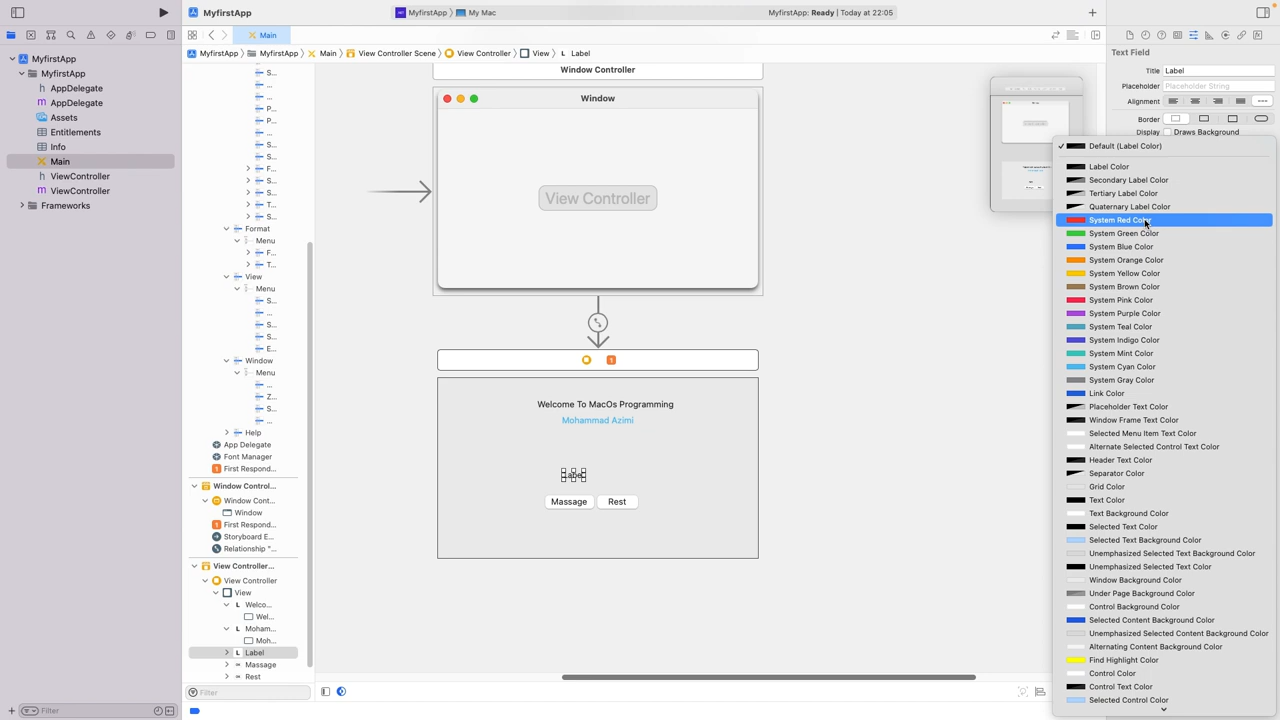 MyfirstApp
MyfirstApp
My Mac
MyfirstApp: Ready | Today at 22:05
Main
MyfirstApp
MyfirstApp
Main
View Controller Scene
View Controller
View
L Label
MyfirstApp
MyfirstApp
h AppDelegate
m AppDelegate
Assets
Entitlements
Info
Main
h ViewController
m ViewController
Frameworks
Filter
S...
...
...
P...
P...
...
S...
S...
F...
S...
S...
T...
S...
Format
Menu
F...
T...
View
Menu
S...
...
S...
S...
E...
Window
Menu
...
Z...
S...
...
Help
App Delegate
Font Manager
First Respond...
Window Control...
Window Cont...
Window
First Respond...
Storyboard E...
Relationship "...
View Controller...
View Controller
View
L Welco...
Wel...
L Moham...
Moh...
L Label
Massage
Rest
Filter
Window Controller
Window
View Controller
Welcome To MacOs Programming
Mohammad Azimi
Massage
Rest
Text Field
Title Label
Placeholder Placeholder String
Alignment
Border
Display Draws Background
Default (Label Color)
Label Color
Secondary Label Color
Tertiary Label Color
Quaternary Label Color
System Red Color
System Green Color
System Blue Color
System Orange Color
System Yellow Color
System Brown Color
System Pink Color
System Purple Color
System Teal Color
System Indigo Color
System Mint Color
System Cyan Color
System Gray Color
Link Color
Placeholder Text Color
Window Frame Text Color
Selected Menu Item Text Color
Alternate Selected Control Text Color
Header Text Color
Separator Color
Grid Color
Text Color
Text Background Color
Selected Text Color
Selected Text Background Color
Unemphasized Selected Text Background Color
Unemphasized Selected Text Color
Window Background Color
Under Page Background Color
Control Background Color
Selected Content Background Color
Unemphasized Selected Content Background Color
Alternating Content Background Color
Find Highlight Color
Control Color
Control Text Color
Selected Control Color